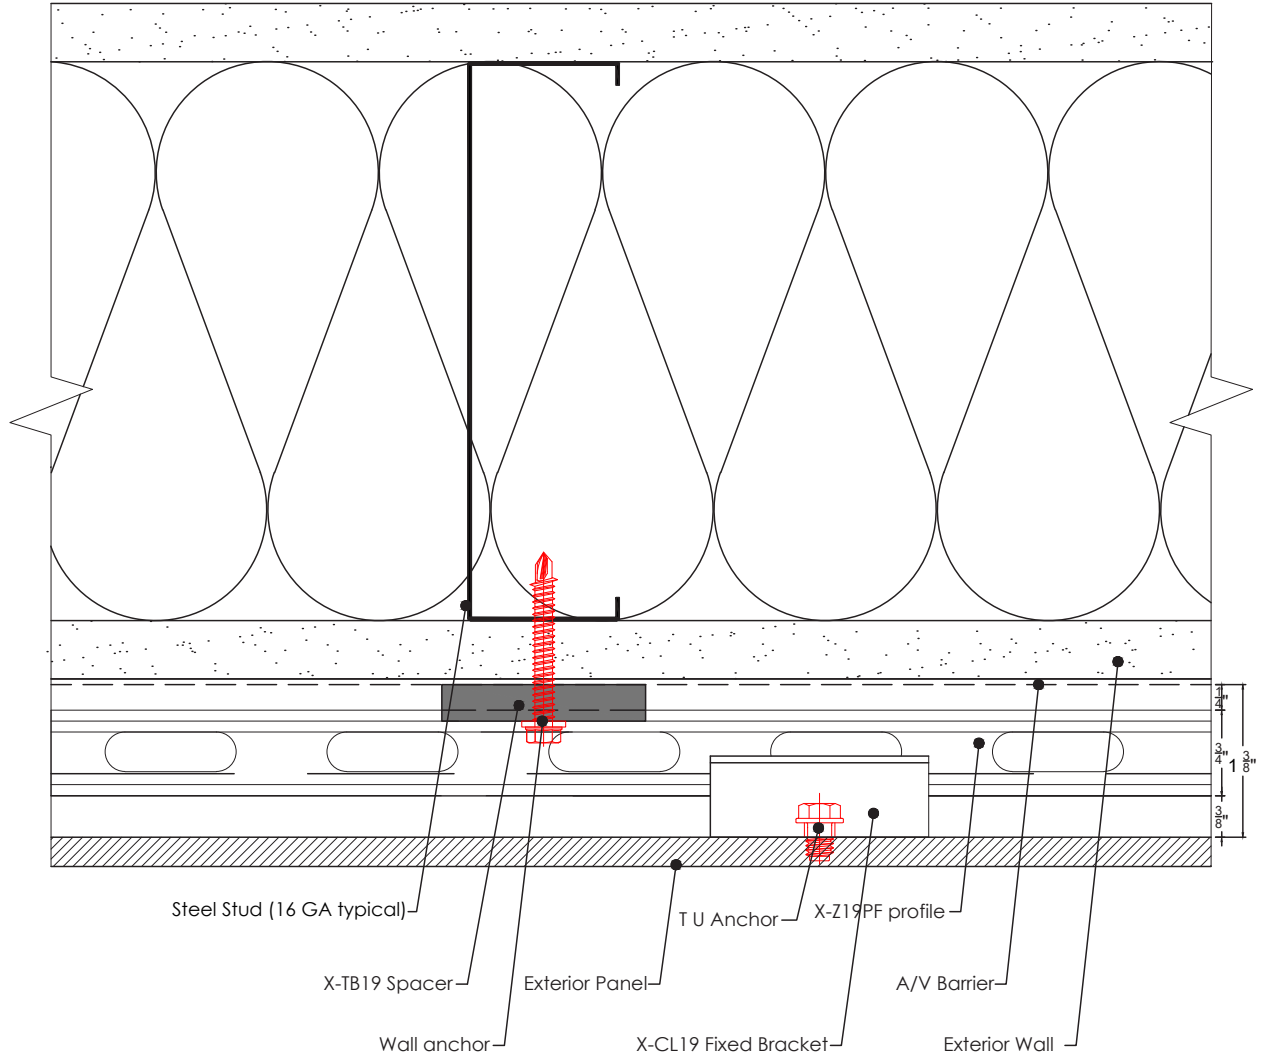 1/4"
3/4"
1 3/8"
3/8"
Steel Stud (16 GA typical)
T U Anchor
X-Z19PF profile
X-TB19 Spacer
Exterior Panel
A/V Barrier
Wall anchor
X-CL19 Fixed Bracket
Exterior Wall